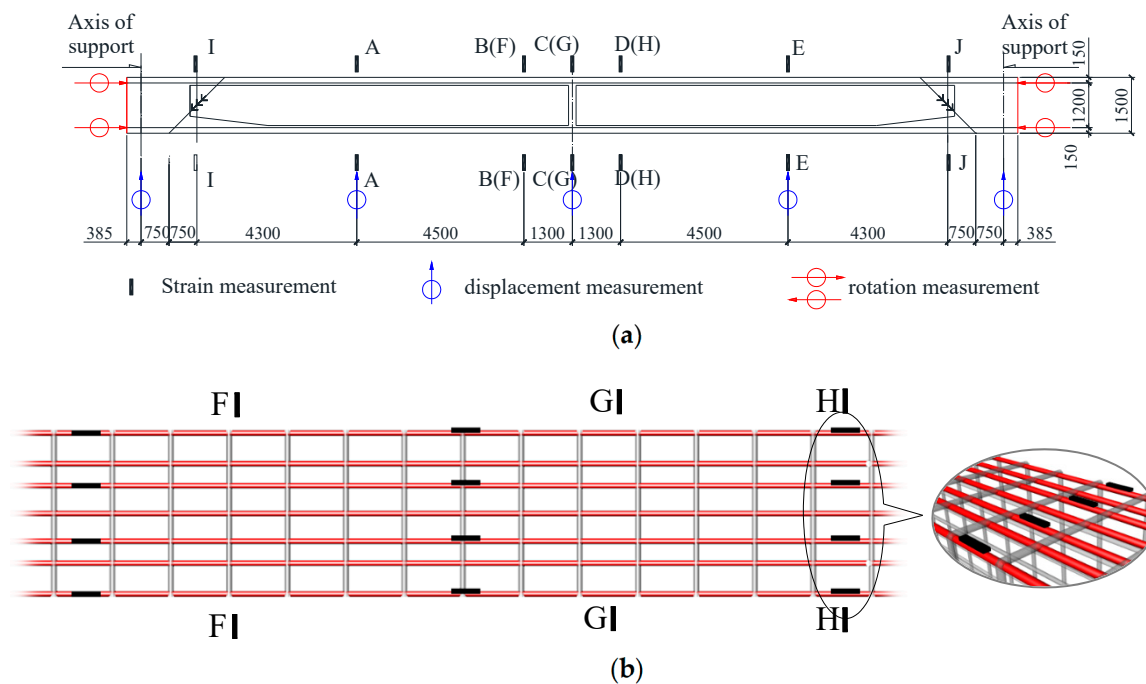 Axis of
support
I
A
B(F)
C(G)
D(H)
E
J
Axis of
support
150
1200
1500
150
I
A
B(F)
C(G)
D(H)
E
J
385
750
750
4300
4500
1300
1300
4500
4300
750
750
385
Strain measurement
displacement measurement
rotation measurement
(a)
F
G
H
F
G
H
(b)